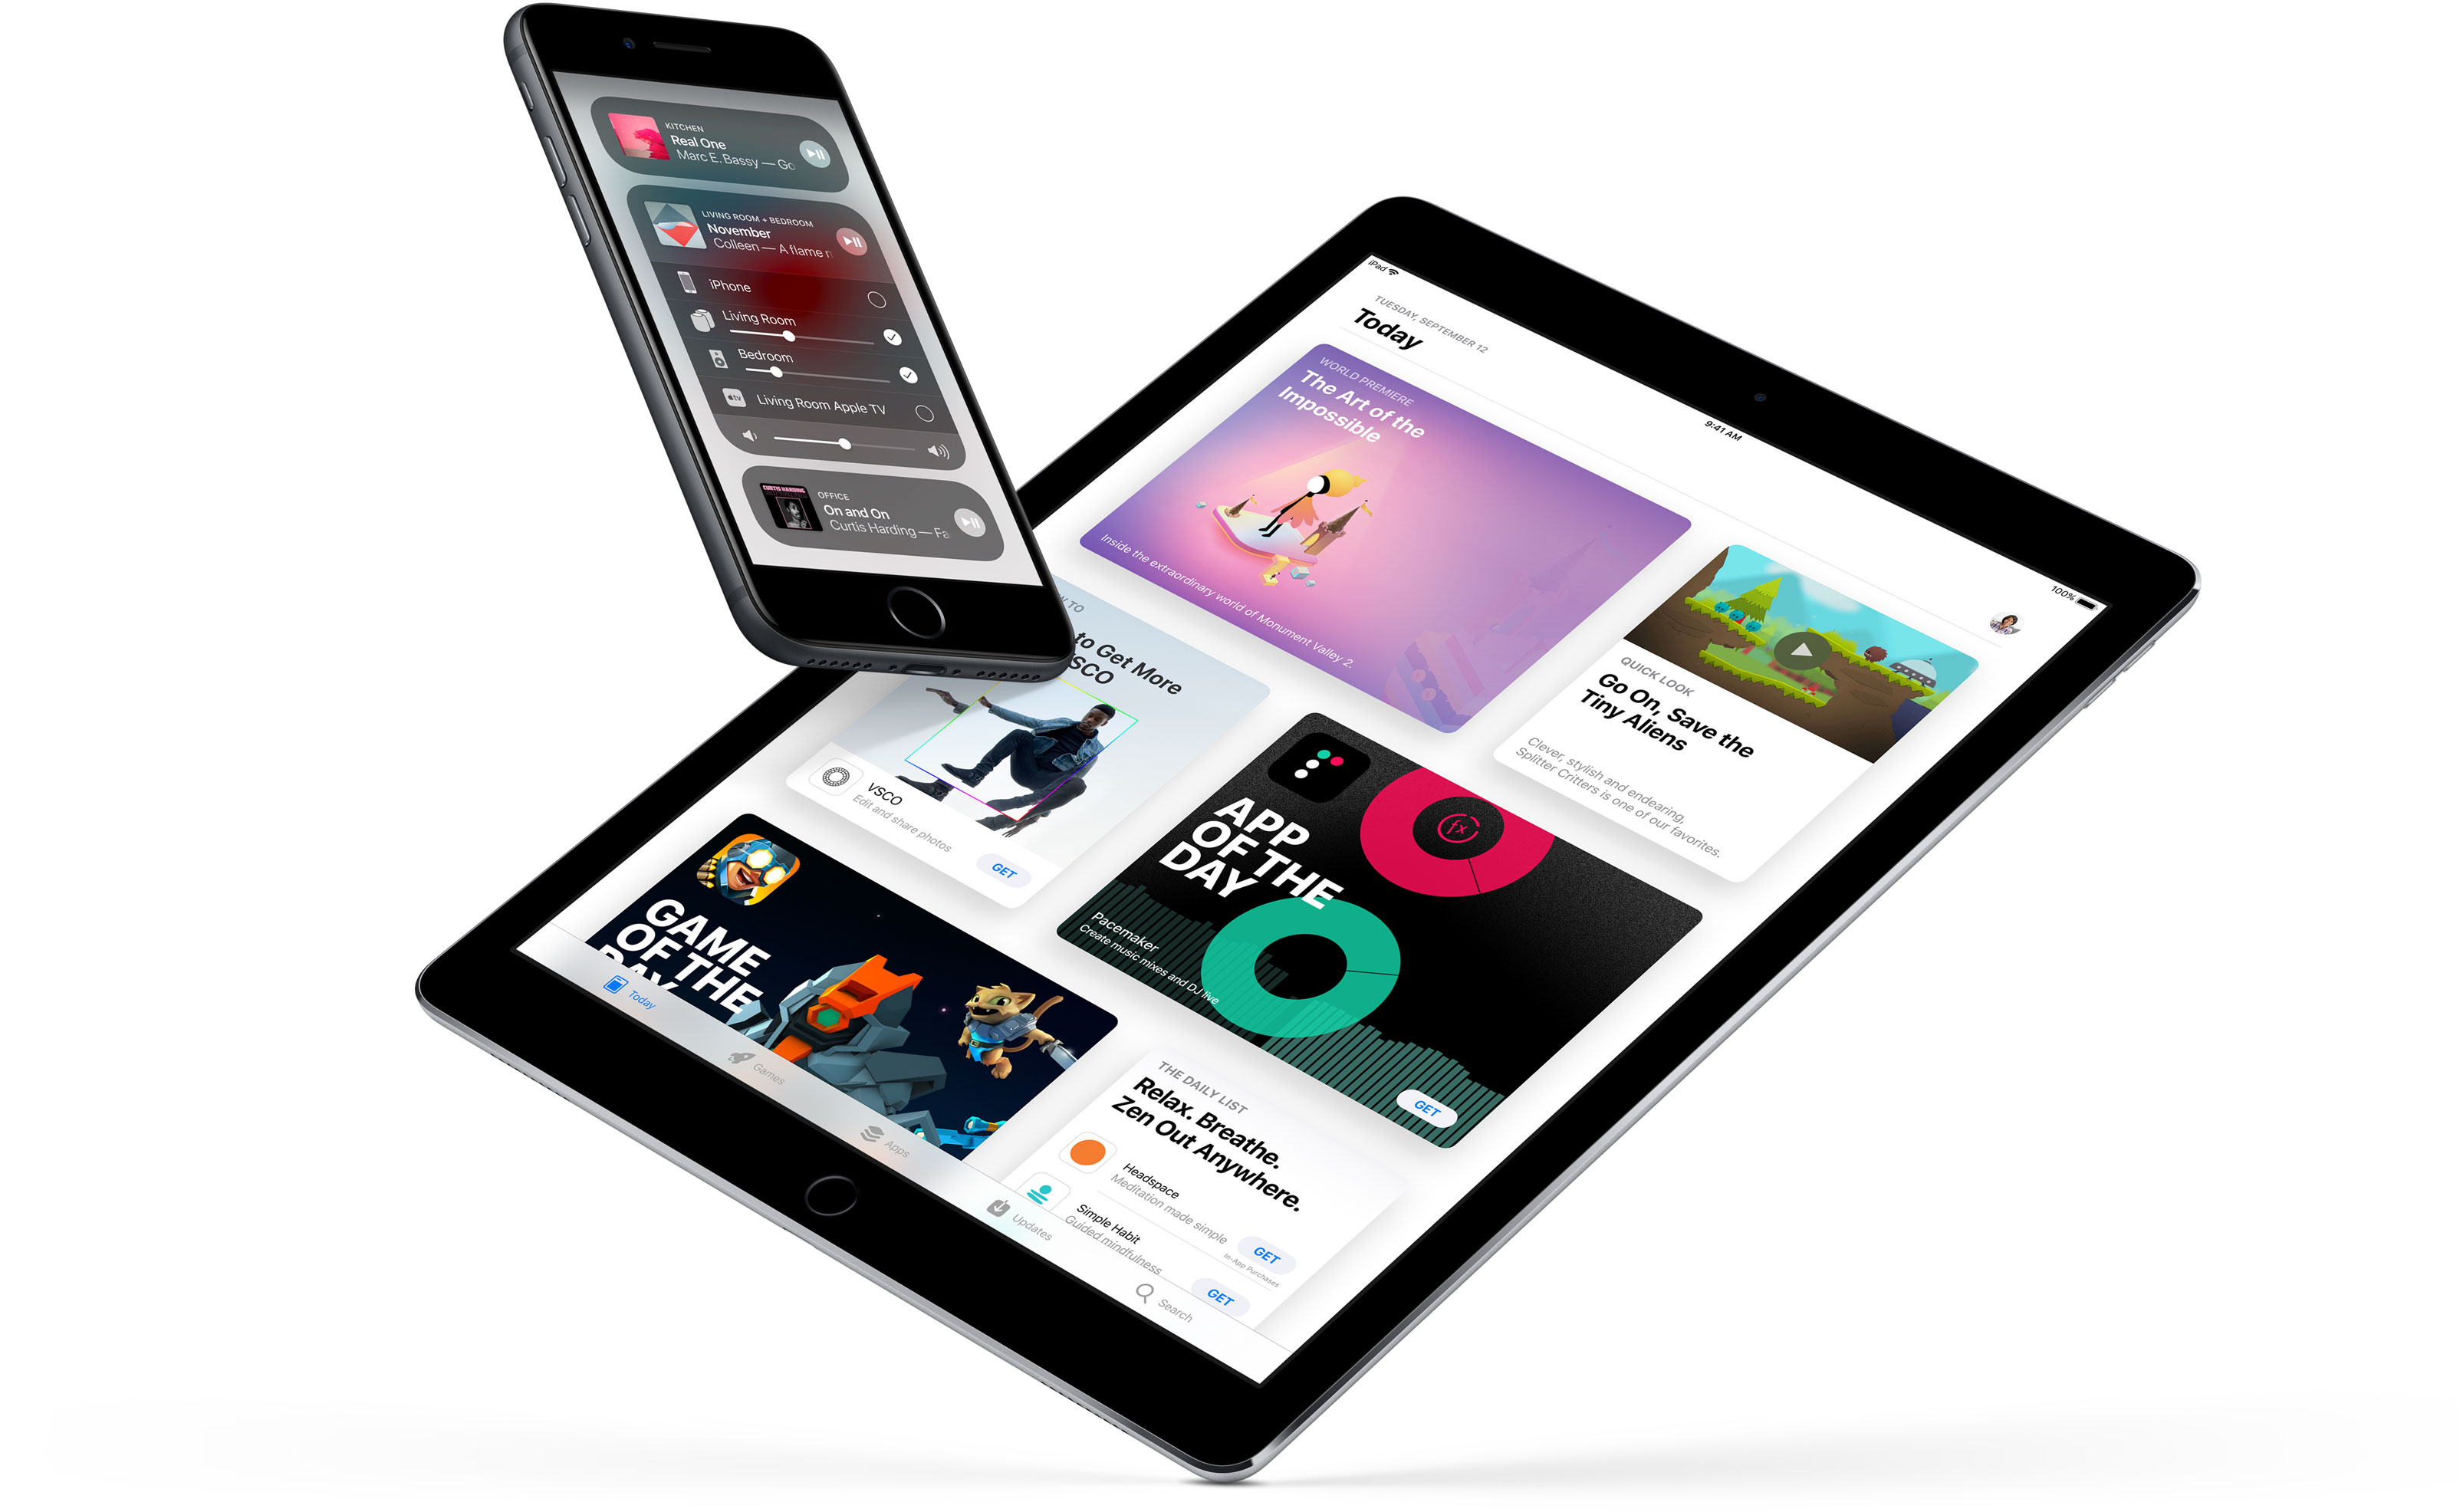 KITCHEN
Real One
Marc E. Bassy — Go
LIVING ROOM + BEDROOM
November
Colleen — A flame
iPhone
Living Room
Bedroom
tv
Living Room Apple TV
OFFICE
CURTIS HARDING
On and On
Curtis Harding — Fa
iPad
9:41 AM
100%
TUESDAY, SEPTEMBER 12
Today
WORLD PREMIERE
The Art of the
Impossible
Inside the extraordinary world of Monument Valley 2.
QUICK LOOK
Go On, Save the
Tiny Aliens
Clever, stylish and endearing,
Splitter Critters is one of our favorites.
TO
to Get More
SCO
VSCO
Edit and share photos
GET
APP
OF THE
DAY
fx
Pacemaker
Create music mixes and DJ live
GET
GAME
OF THE
DAY
THE DAILY LIST
Relax. Breathe.
Zen Out Anywhere.
Headspace
Meditation made simple
GET
In-App Purchases
Simple Habit
Guided mindfulness
GET
Today
Games
Apps
Updates
Search